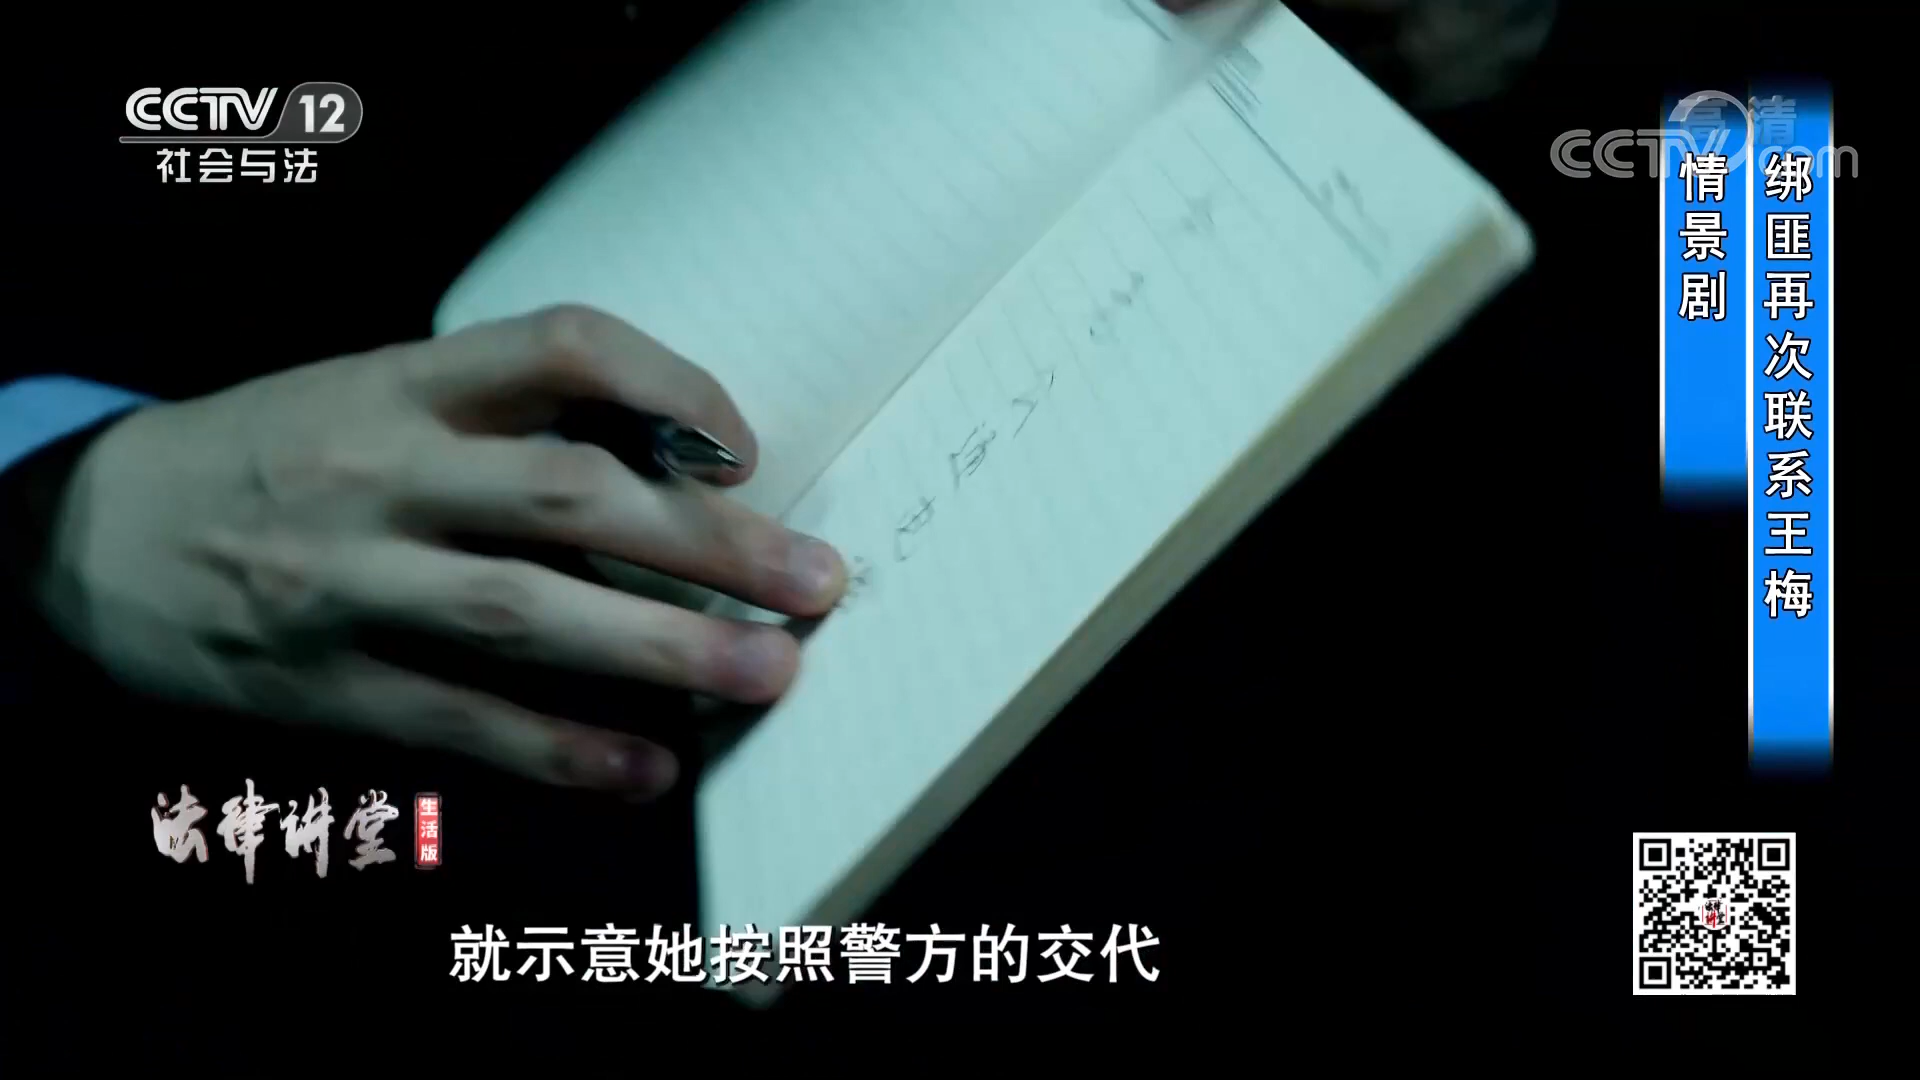 CCTV 12
社会与法
高清
CCTV.com
情景剧
绑匪再次联系王梅
法律讲堂
生活版
就示意她按照警方的交代